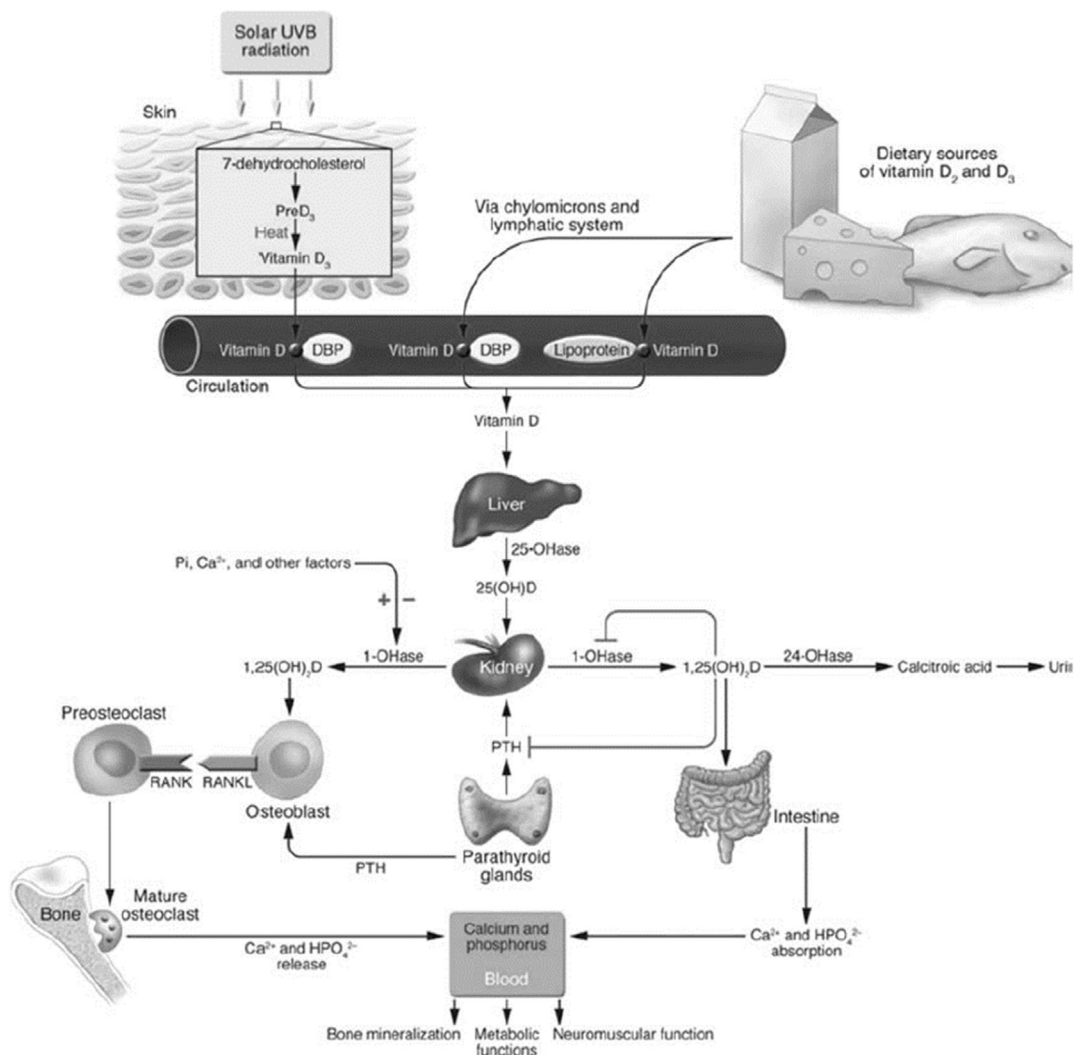 Solar UVB
radiation
Skin
7-dehydrocholesterol
PreD₃
Heat
Vitamin D₃
Via chylomicrons and
lymphatic system
Dietary sources
of vitamin D₂ and D₃
Vitamin D
DBP
Vitamin D
DBP
Lipoprotein
Vitamin D
Circulation
Vitamin D
Liver
25-OHase
25(OH)D
Pi, Ca²⁺, and other factors
+ −
1-OHase
Kidney
1-OHase
1,25(OH)₂D
1,25(OH)₂D
24-OHase
Calcitroic acid
Uri
Preosteoclast
RANK
RANKL
Osteoblast
PTH
PTH
Parathyroid
glands
Intestine
Bone
Mature
osteoclast
Ca²⁺ and HPO₄²⁻
release
Calcium and
phosphorus
Blood
Ca²⁺ and HPO₄²⁻
absorption
Bone mineralization
Metabolic
functions
Neuromuscular function